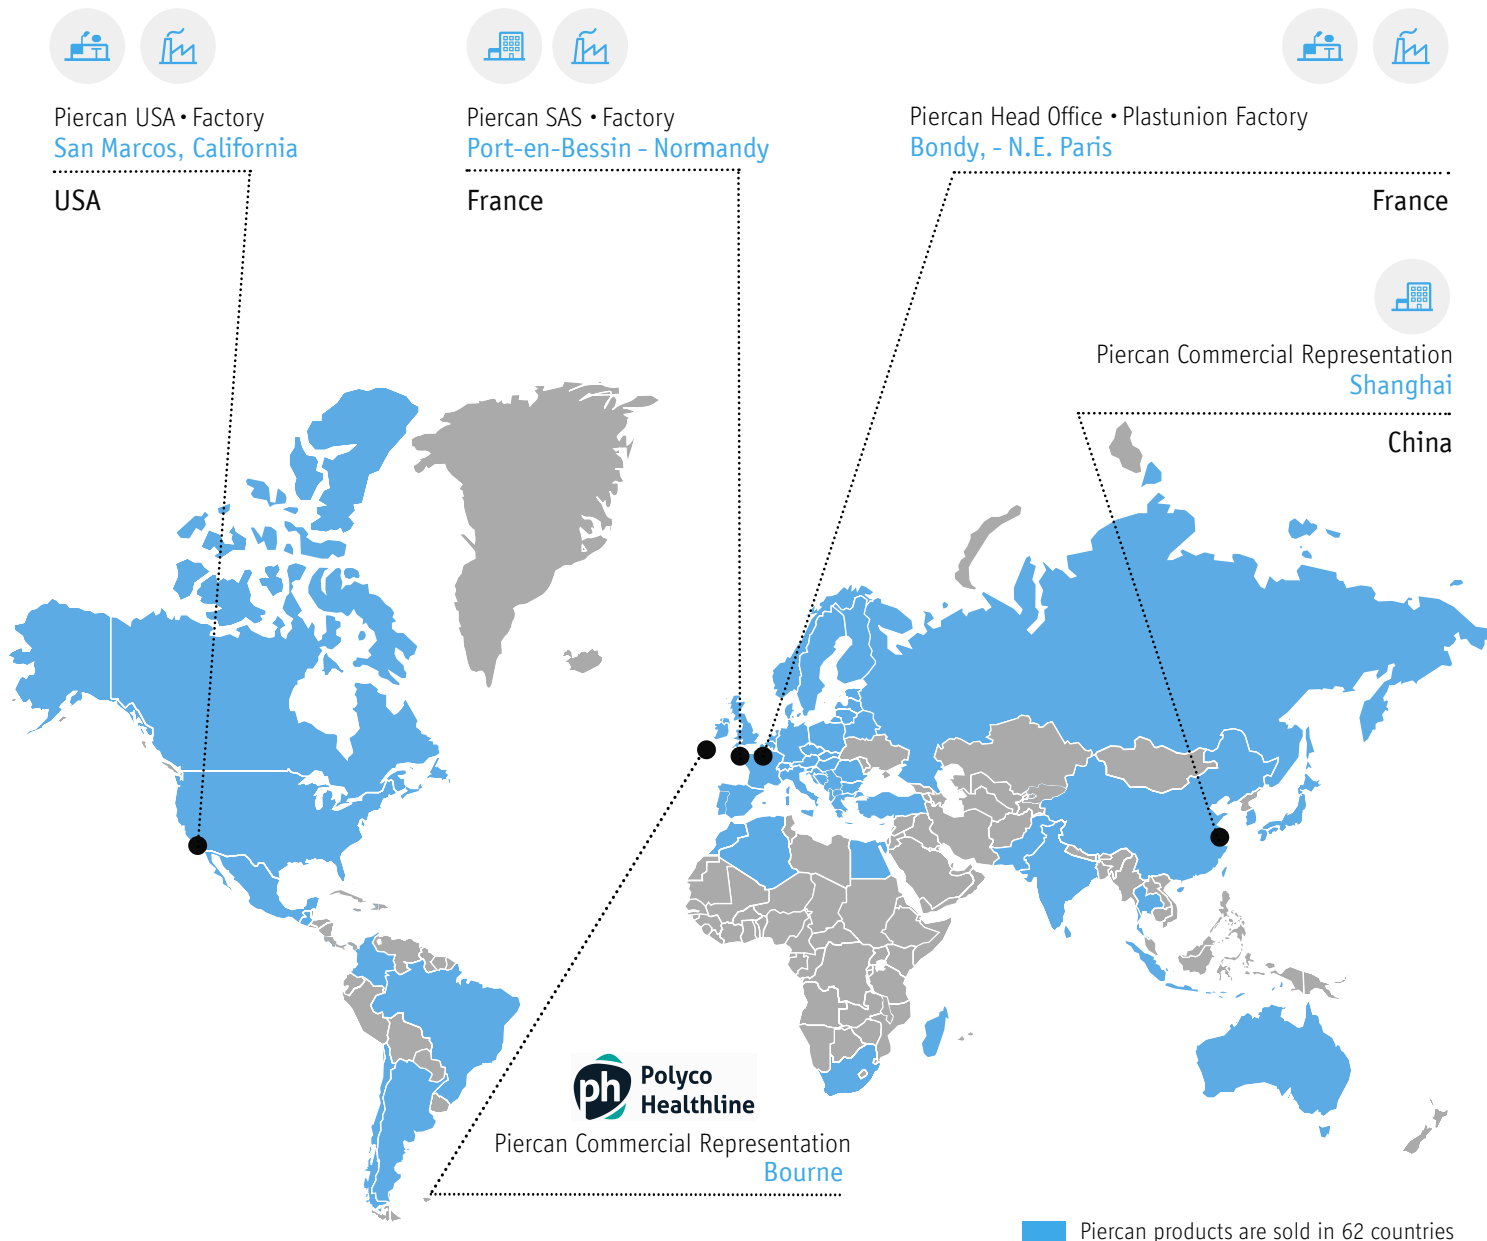 Piercan USA • Factory
San Marcos, California
USA
Piercan SAS • Factory
Port-en-Bessin - Normandy
France
Piercan Head Office • Plastunion Factory
Bondy, - N.E. Paris
France
Piercan Commercial Representation
Shanghai
China
ph
Polyco
Healthline
Piercan Commercial Representation
Bourne
Piercan products are sold in 62 countries